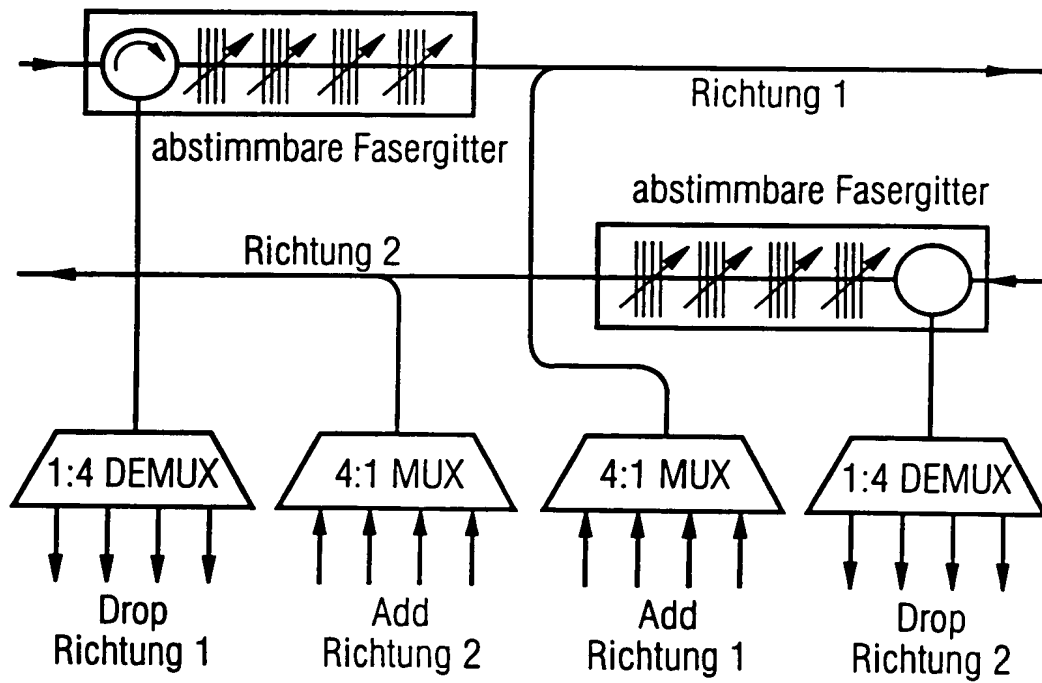 Richtung 1
abstimmbare Fasergitter
abstimmbare Fasergitter
Richtung 2
1:4 DEMUX
4:1 MUX
4:1 MUX
1:4 DEMUX
Drop
Richtung 1
Add
Richtung 2
Add
Richtung 1
Drop
Richtung 2